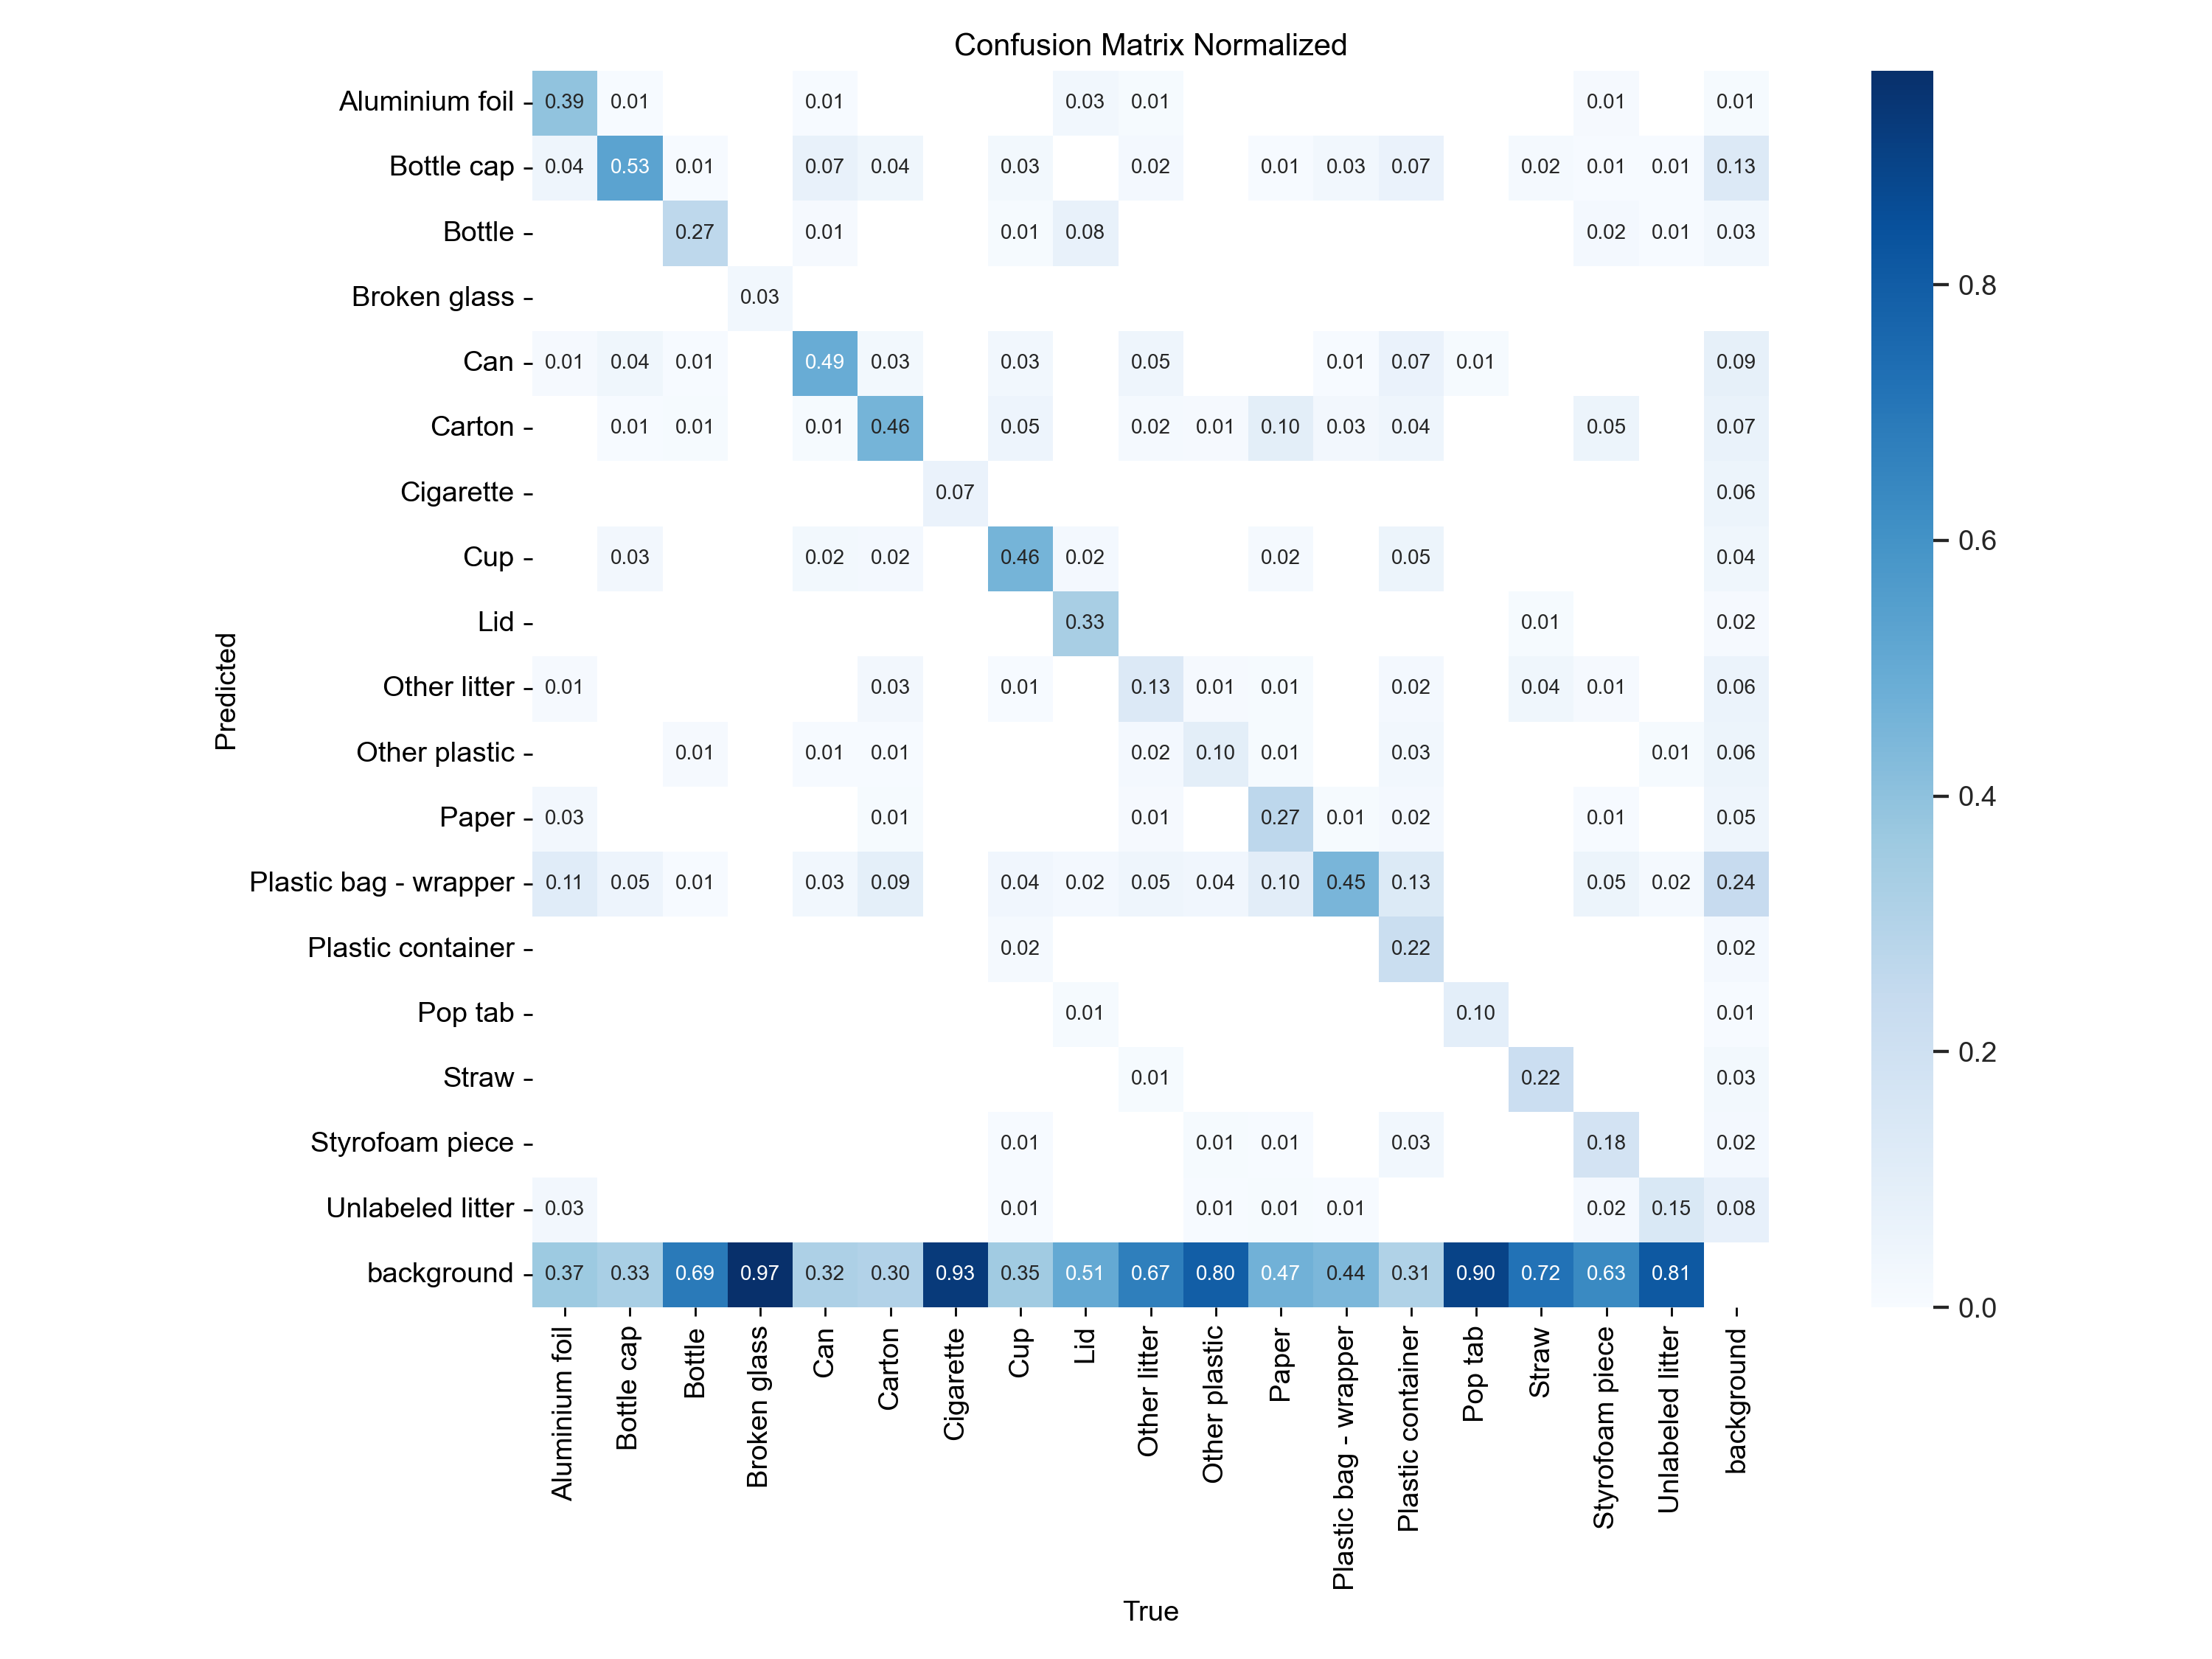 Confusion Matrix Normalized
Aluminium foil 0.39 0.01 0.01 0.03 0.01 0.01 0.01
Bottle cap 0.04 0.53 0.01 0.07 0.04 0.03 0.02 0.01 0.03 0.07 0.02 0.01 0.01 0.13
Bottle 0.27 0.01 0.01 0.08 0.02 0.01 0.03
0.8
Broken glass 0.03
Can 0.01 0.04 0.01 0.49 0.03 0.03 0.05 0.01 0.07 0.01 0.09
Carton 0.01 0.01 0.01 0.46 0.05 0.02 0.01 0.10 0.03 0.04 0.05 0.07
Cigarette 0.07 0.06
0.6
Cup 0.03 0.02 0.02 0.46 0.02 0.02 0.05 0.04
Lid 0.33 0.01 0.02
Predicted
Other litter 0.01 0.03 0.01 0.13 0.01 0.01 0.02 0.04 0.01 0.06
Other plastic 0.01 0.01 0.01 0.02 0.10 0.01 0.03 0.01 0.06
0.4
Paper 0.03 0.01 0.01 0.27 0.01 0.02 0.01 0.05
Plastic bag - wrapper 0.11 0.05 0.01 0.03 0.09 0.04 0.02 0.05 0.04 0.10 0.45 0.13 0.05 0.02 0.24
Plastic container 0.02 0.22 0.02
Pop tab 0.01 0.10 0.01
0.2
Straw 0.01 0.22 0.03
Styrofoam piece 0.01 0.01 0.01 0.03 0.18 0.02
Unlabeled litter 0.03 0.01 0.01 0.01 0.01 0.02 0.15 0.08
background 0.37 0.33 0.69 0.97 0.32 0.30 0.93 0.35 0.51 0.67 0.80 0.47 0.44 0.31 0.90 0.72 0.63 0.81
0.0
Aluminium foil
Bottle cap
Bottle
Broken glass
Can
Carton
Cigarette
Cup
Lid
Other litter
Other plastic
Paper
Plastic bag - wrapper
Plastic container
Pop tab
Straw
Styrofoam piece
Unlabeled litter
background
True